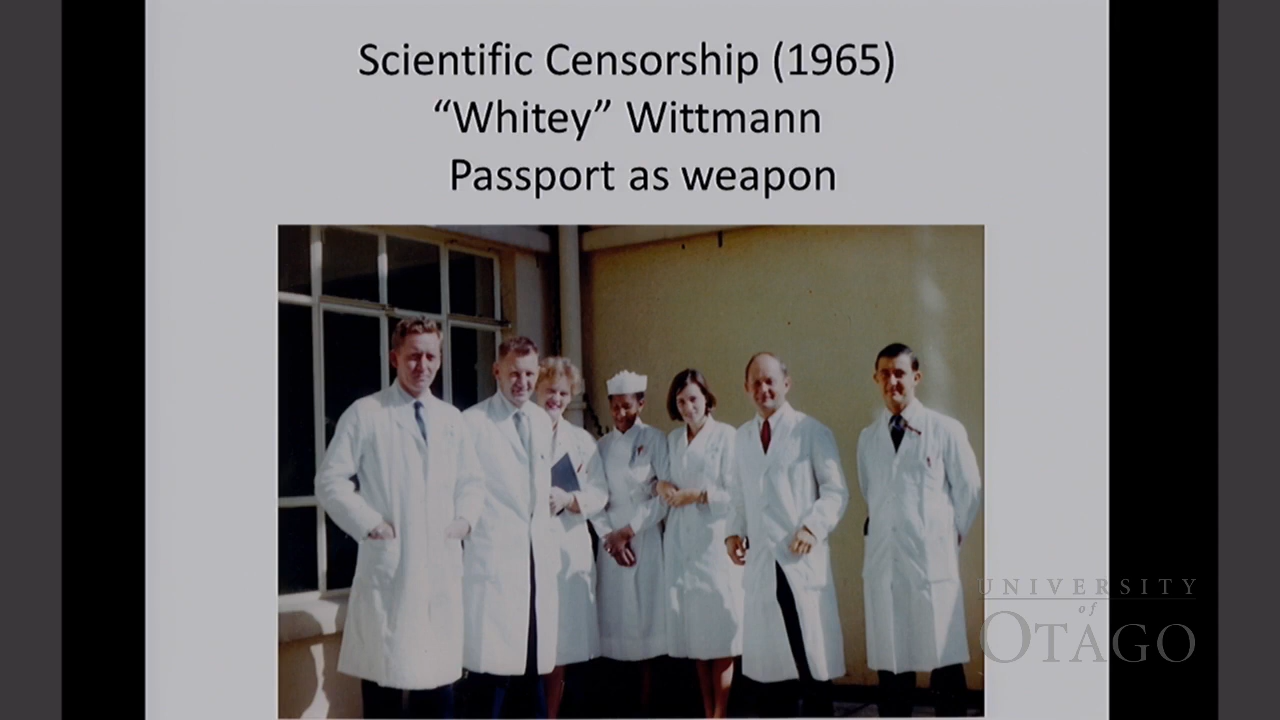 Scientific Censorship (1965)
“Whitey” Wittmann
Passport as weapon
UNIVERSITY
of
OTAGO